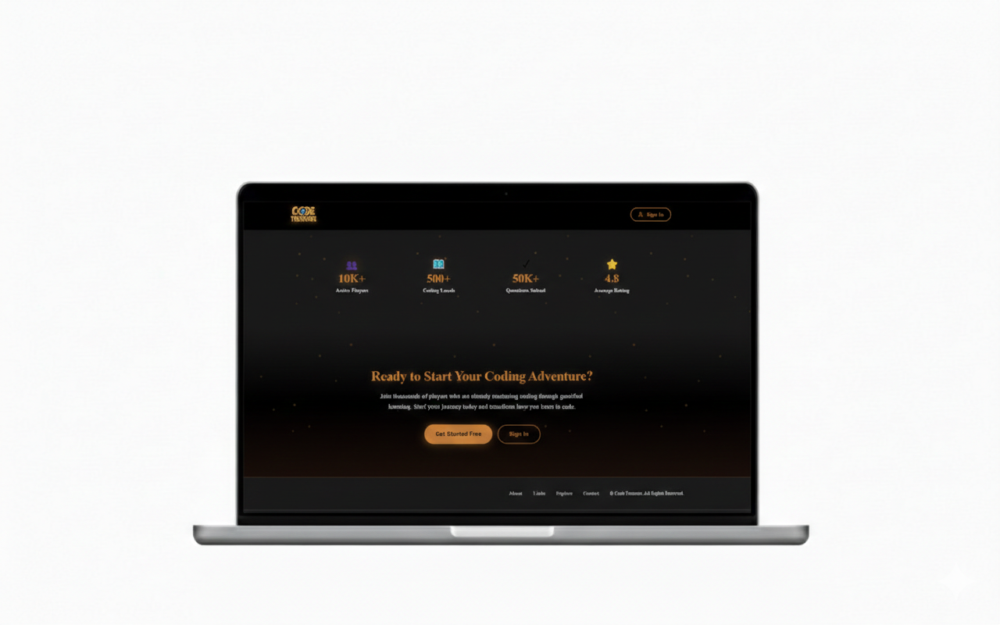 CODE
TREASURE
Sign In
10K+
500+
50K+
4.8
Active Players
Coding Levels
Average Rating
Ready to Start Your Coding Adventure?
Join thousands of players who are already mastering coding through gamified
learning. Start your journey today and transform how you learn to code.
Get Started Free
Sign In
About
Explore
Contact
© Code Treasure. All Rights Reserved.